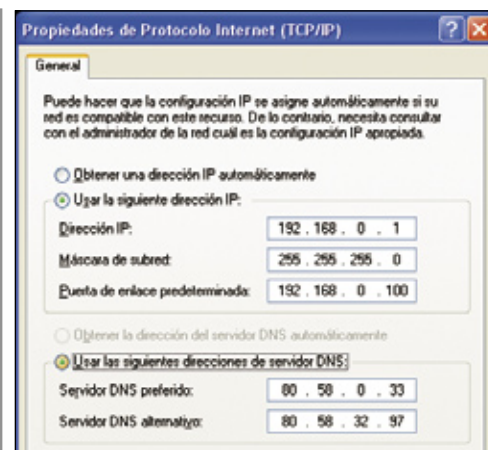 Propiedades de Protocolo Internet (TCP/IP)
General
Puede hacer que la configuración IP se asigne automáticamente si su
red es compatible con este recurso. De lo contrario, necesita consultar
con el administrador de la red cuál es la configuración IP apropiada.
Obtener una dirección IP automáticamente
Usar la siguiente dirección IP:
Dirección IP: 192 . 168 . 0 . 1
Máscara de subred: 255 . 255 . 255 . 0
Puerta de enlace predeterminada: 192 . 168 . 0 . 100
Obtener la dirección del servidor DNS automáticamente
Usar las siguientes direcciones de servidor DNS:
Servidor DNS preferido: 80 . 58 . 0 . 33
Servidor DNS alternativo: 80 . 58 . 32 . 97